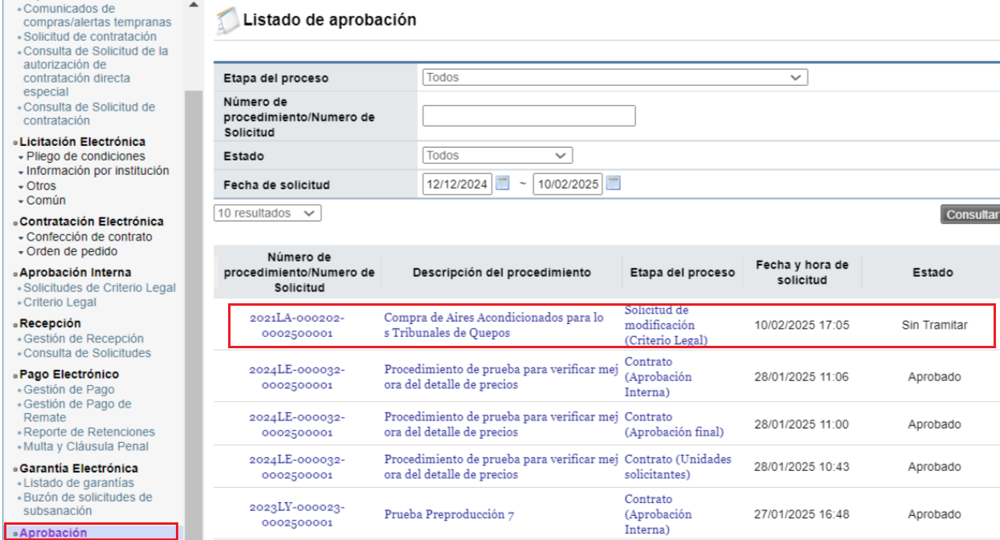 Comunicados de
compras/alertas tempranas
Solicitud de contratación
Consulta de Solicitud de la
autorización de
contratación directa
especial
Consulta de Solicitud de
contratación
Licitación Electrónica
Pliego de condiciones
Información por institución
Otros
Común
Contratación Electrónica
Confección de contrato
Orden de pedido
Aprobación Interna
Solicitudes de Criterio Legal
Criterio Legal
Recepción
Gestión de Recepción
Consulta de Solicitudes
Pago Electrónico
Gestión de Pago
Gestión de Pago de
Remate
Reporte de Retenciones
Multa y Cláusula Penal
Garantía Electrónica
Listado de garantías
Buzón de solicitudes de
subsanación
Aprobación
Listado de aprobación
Etapa del proceso
Todos
Número de
procedimiento/Numero de
Solicitud
Estado
Todos
Fecha de solicitud
12/12/2024 ~ 10/02/2025
10 resultados
Consultar
Número de
procedimiento/Numero de
Solicitud
Descripción del procedimiento
Etapa del proceso
Fecha y hora de
solicitud
Estado
2021LA-000202-
0002500001
Compra de Aires Acondicionados para lo
s Tribunales de Quepos
Solicitud de
modificación
(Criterio Legal)
10/02/2025 17:05
Sin Tramitar
2024LE-000032-
0002500001
Procedimiento de prueba para verificar mej
ora del detalle de precios
Contrato
(Aprobación
Interna)
28/01/2025 11:06
Aprobado
2024LE-000032-
0002500001
Procedimiento de prueba para verificar mej
ora del detalle de precios
Contrato
(Aprobación final)
28/01/2025 11:00
Aprobado
2024LE-000032-
0002500001
Procedimiento de prueba para verificar mej
ora del detalle de precios
Contrato (Unidades
solicitantes)
28/01/2025 10:43
Aprobado
2023LY-000023-
0002500001
Prueba Preproducción 7
Contrato
(Aprobación
Interna)
27/01/2025 16:48
Aprobado